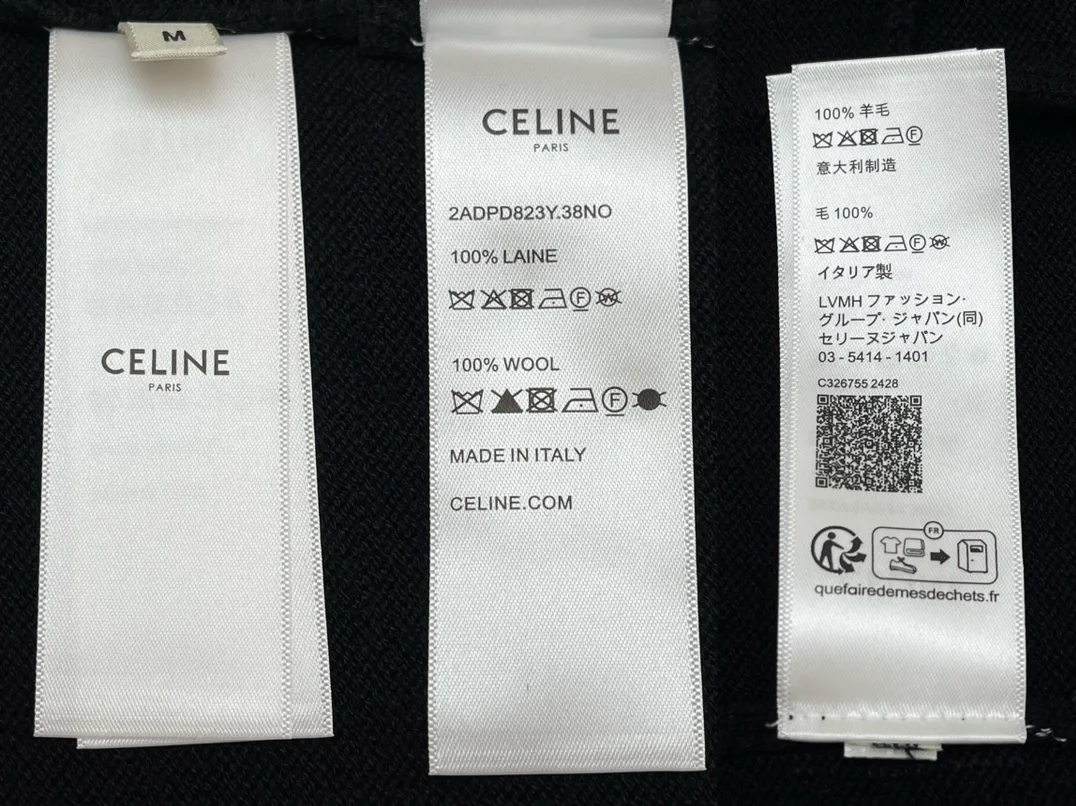 M
CELINE
PARIS
CELINE
PARIS
2ADPD823Y.38NO
100% LAINE
F W
100% WOOL
F
MADE IN ITALY
CELINE.COM
100% 羊毛
F
意大利制造
毛 100%
F W
イタリア製
LVMH ファッション·
グループ· ジャパン(同)
セリーヌジャパン
03 - 5414 - 1401
C326755 2428
FR
quefairedemesdechets.fr